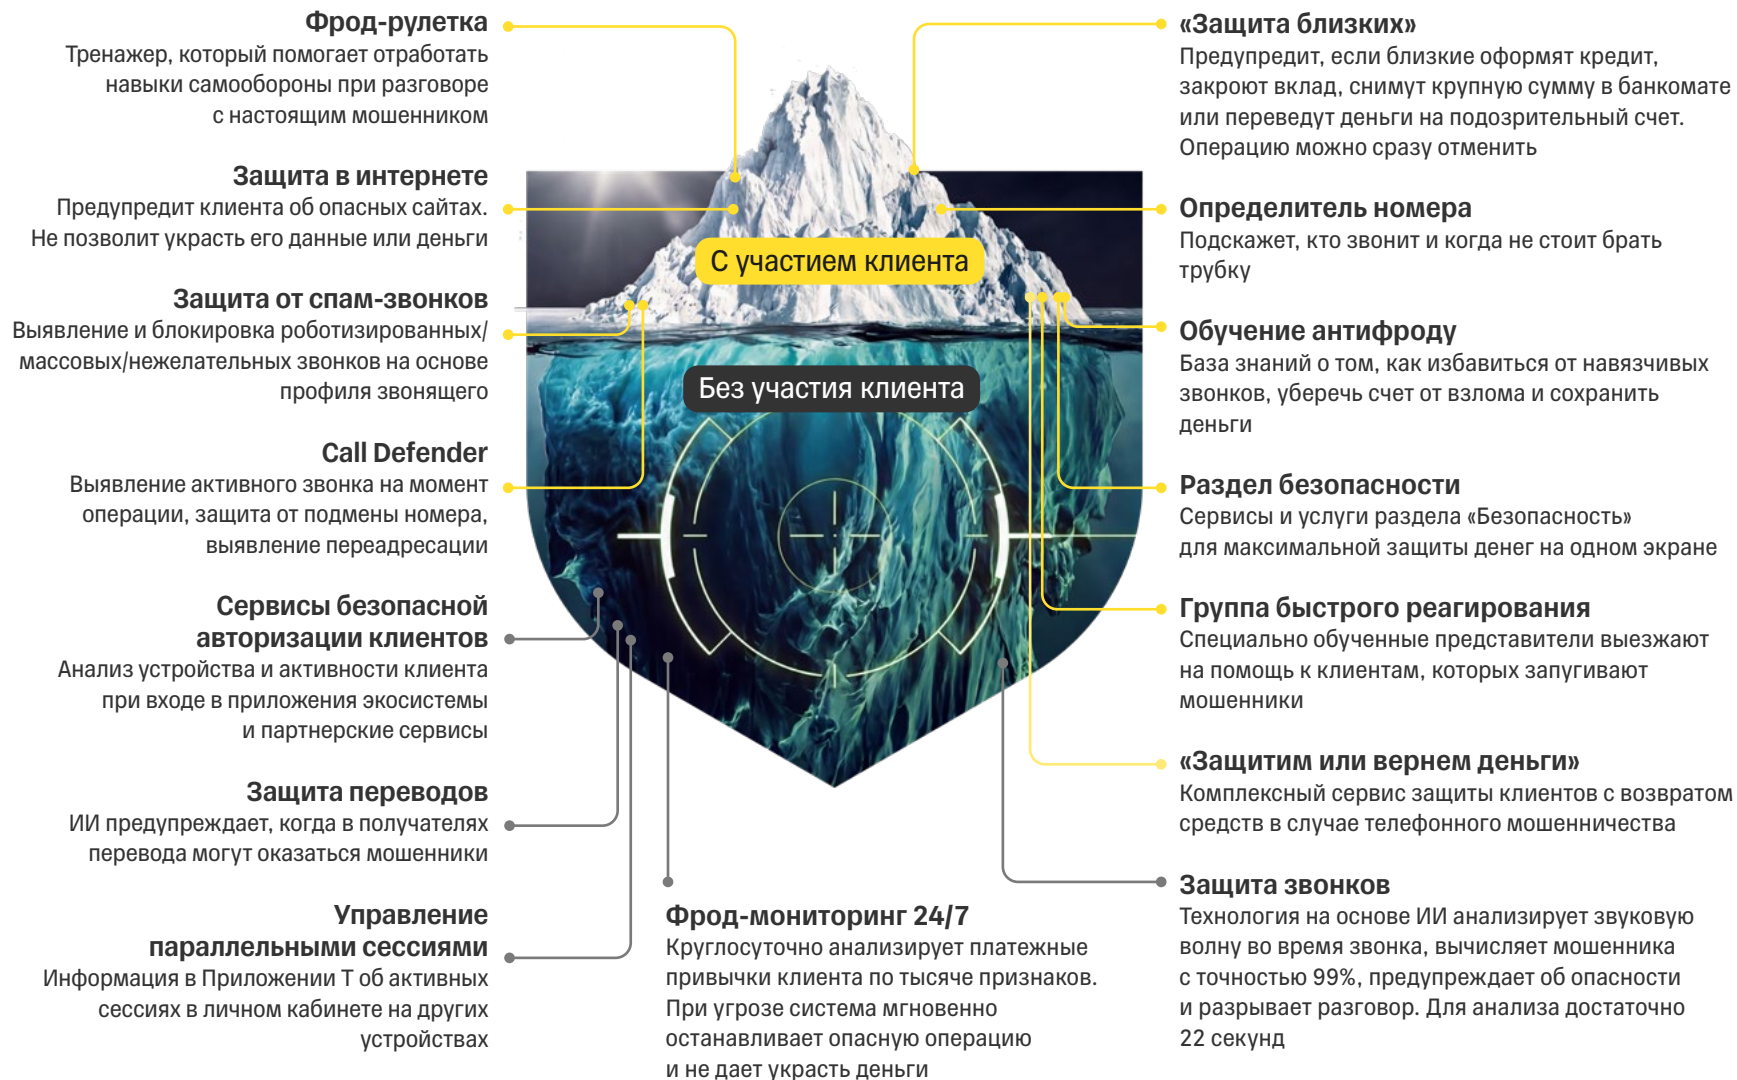 Фрод-рулетка
Тренажер, который помогает отработать
навыки самообороны при разговоре
с настоящим мошенником
Защита в интернете
Предупредит клиента об опасных сайтах.
Не позволит украсть его данные или деньги
Защита от спам-звонков
Выявление и блокировка роботизированных/
массовых/нежелательных звонков на основе
профиля звонящего
Call Defender
Выявление активного звонка на момент
операции, защита от подмены номера,
выявление переадресации
Сервисы безопасной
авторизации клиентов
Анализ устройства и активности клиента
при входе в приложения экосистемы
и партнерские сервисы
Защита переводов
ИИ предупреждает, когда в получателях
перевода могут оказаться мошенники
Управление
параллельными сессиями
Информация в Приложении Т об активных
сессиях в личном кабинете на других
устройствах
С участием клиента
Без участия клиента
Фрод-мониторинг 24/7
Круглосуточно анализирует платежные
привычки клиента по тысяче признаков.
При угрозе система мгновенно
останавливает опасную операцию
и не дает украсть деньги
«Защита близких»
Предупредит, если близкие оформят кредит,
закроют вклад, снимут крупную сумму в банкомате
или переведут деньги на подозрительный счет.
Операцию можно сразу отменить
Определитель номера
Подскажет, кто звонит и когда не стоит брать
трубку
Обучение антифроду
База знаний о том, как избавиться от навязчивых
звонков, уберечь счет от взлома и сохранить
деньги
Раздел безопасности
Сервисы и услуги раздела «Безопасность»
для максимальной защиты денег на одном экране
Группа быстрого реагирования
Специально обученные представители выезжают
на помощь к клиентам, которых запугивают
мошенники
«Защитим или вернем деньги»
Комплексный сервис защиты клиентов с возвратом
средств в случае телефонного мошенничества
Защита звонков
Технология на основе ИИ анализирует звуковую
волну во время звонка, вычисляет мошенника
с точностью 99%, предупреждает об опасности
и разрывает разговор. Для анализа достаточно
22 секунд